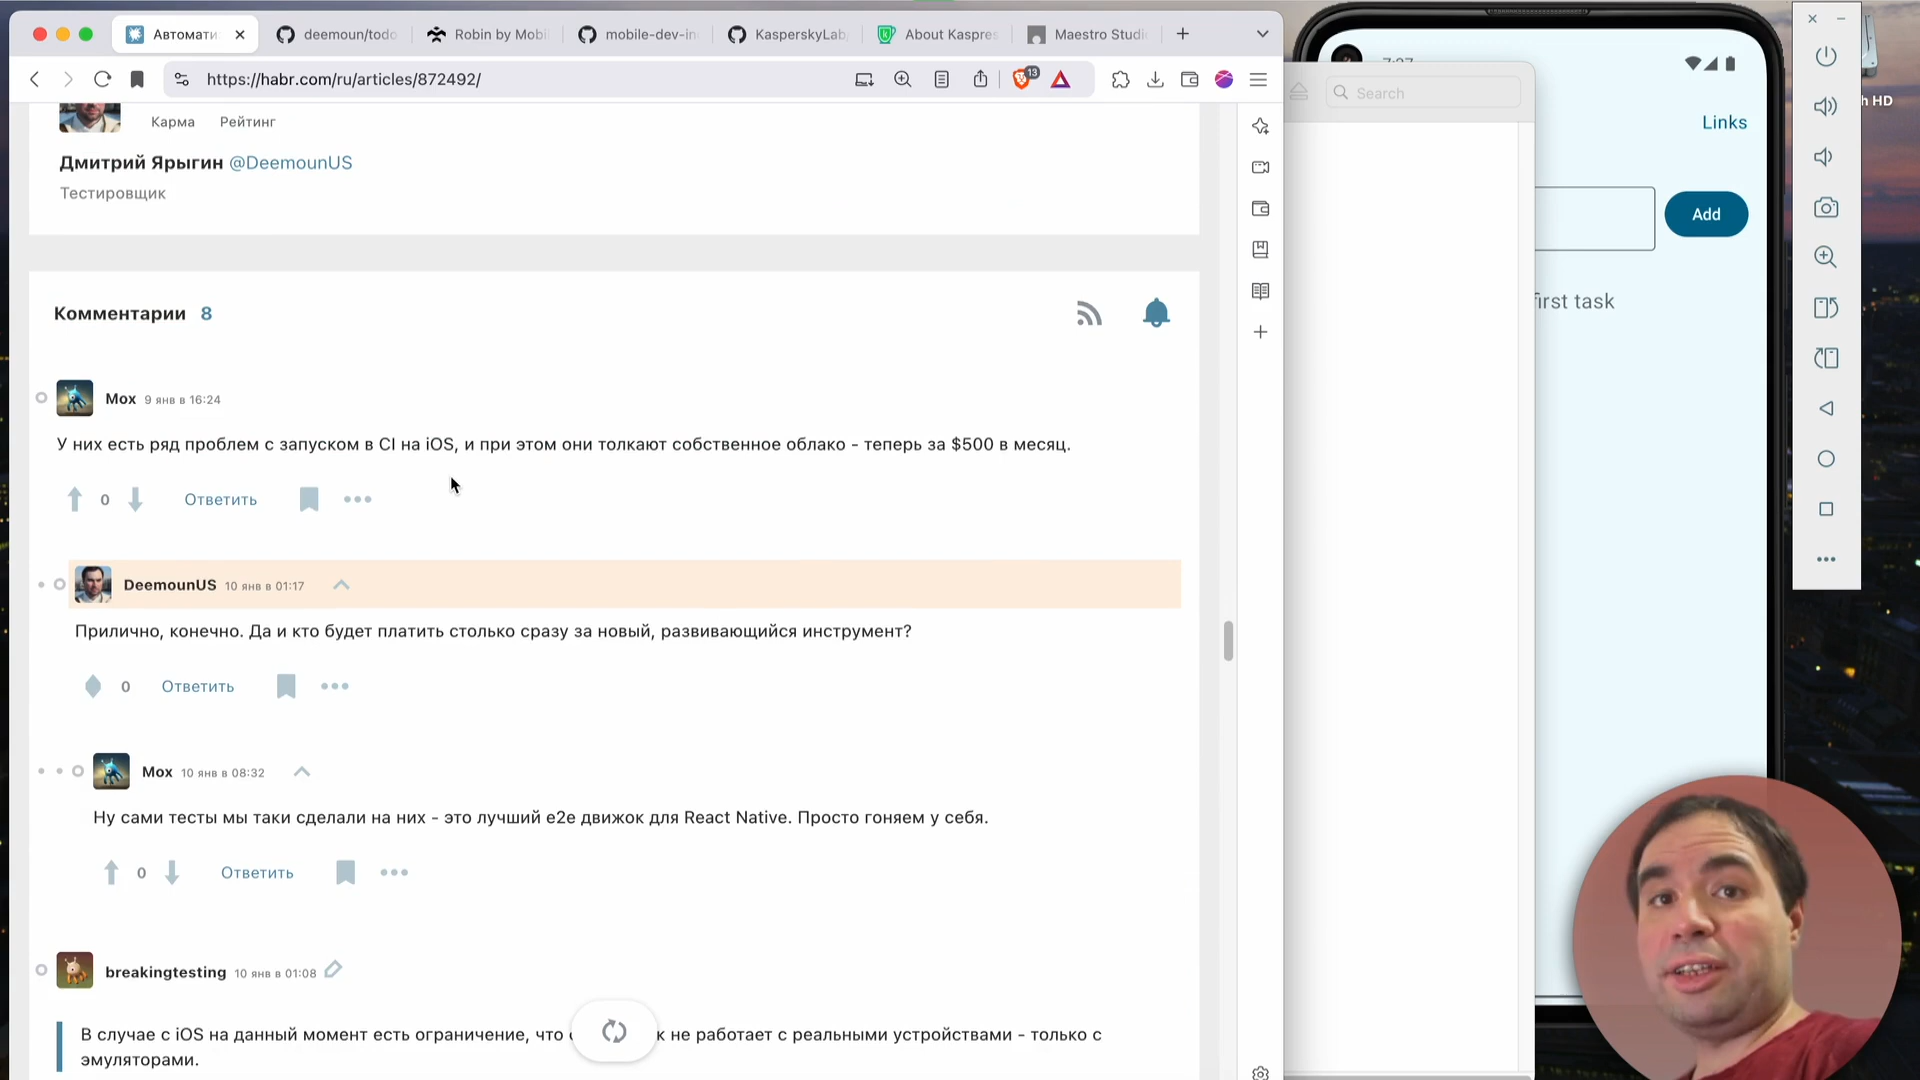 Автомати
deemoun/todo
Robin by Mobi
mobile-dev-in
KasperskyLab
About Kaspres
Maestro Studi
https://habr.com/ru/articles/872492/
13
Search
h HD
Links
Карма Рейтинг
Дмитрий Ярыгин @DeemounUS
Тестировщик
Add
first task
Комментарии 8
Mox 9 янв в 16:24
У них есть ряд проблем с запуском в CI на iOS, и при этом они толкают собственное облако - теперь за $500 в месяц.
0 Ответить
DeemounUS 10 янв в 01:17
Прилично, конечно. Да и кто будет платить столько сразу за новый, развивающийся инструмент?
0 Ответить
Mox 10 янв в 08:32
Ну сами тесты мы таки сделали на них - это лучший e2e движок для React Native. Просто гоняем у себя.
0 Ответить
breakingtesting 10 янв в 01:08
В случае с iOS на данный момент есть ограничение, что к не работает с реальными устройствами - только с
эмуляторами.